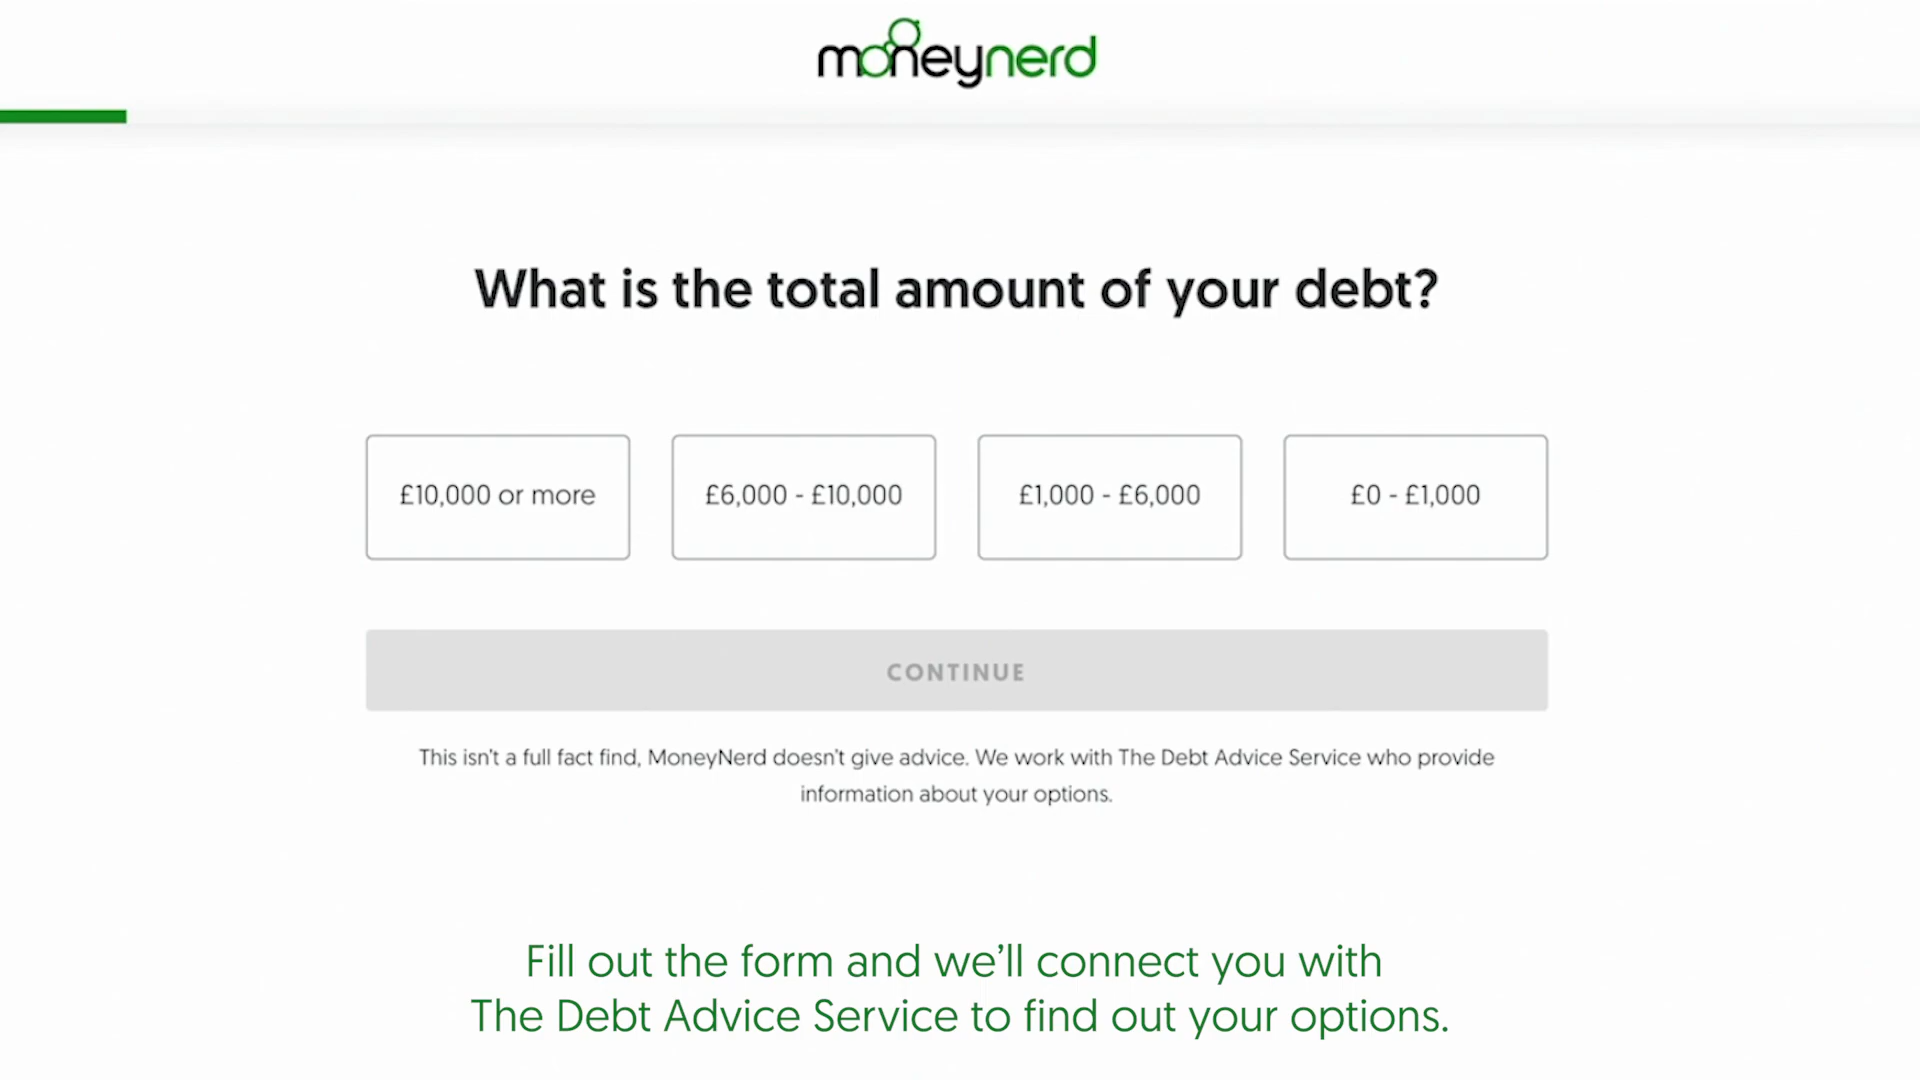 moneynerd
What is the total amount of your debt?
£10,000 or more
£6,000 - £10,000
£1,000 - £6,000
£0 - £1,000
CONTINUE
This isn't a full fact find, MoneyNerd doesn't give advice. We work with The Debt Advice Service who provide
information about your options.
Fill out the form and we’ll connect you with
The Debt Advice Service to find out your options.